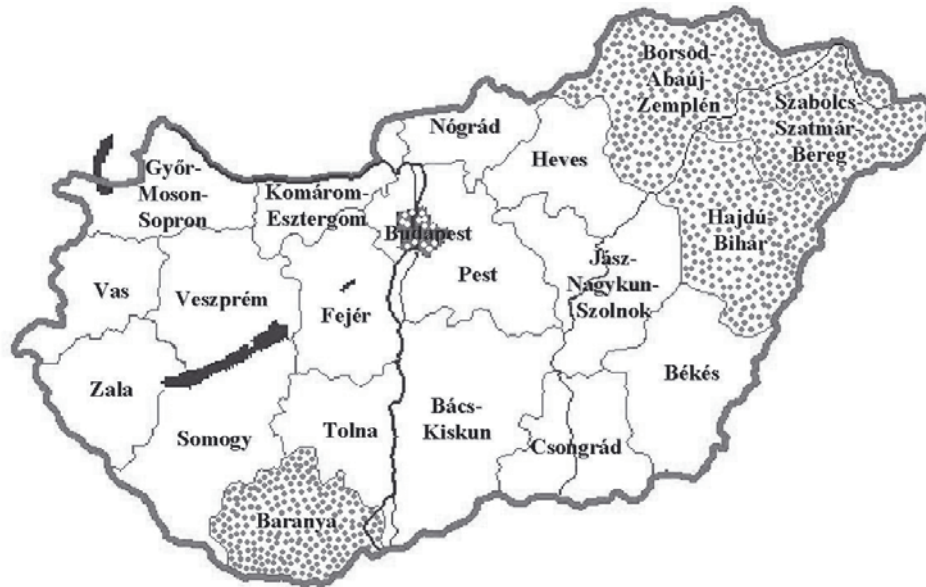 Borsod-
Abaúj-
Zemplén
Szabolcs-
Szatmár-
Bereg
Nógrád
Heves
Győr-
Moson-
Sopron
Komárom-
Esztergom
Budapest
Hajdú-
Bihár
Pest
Jász-
Nagykun-
Szolnok
Vas
Veszprém
Fejér
Zala
Békés
Bács-
Kiskun
Somogy
Tolna
Csongrád
Baranya